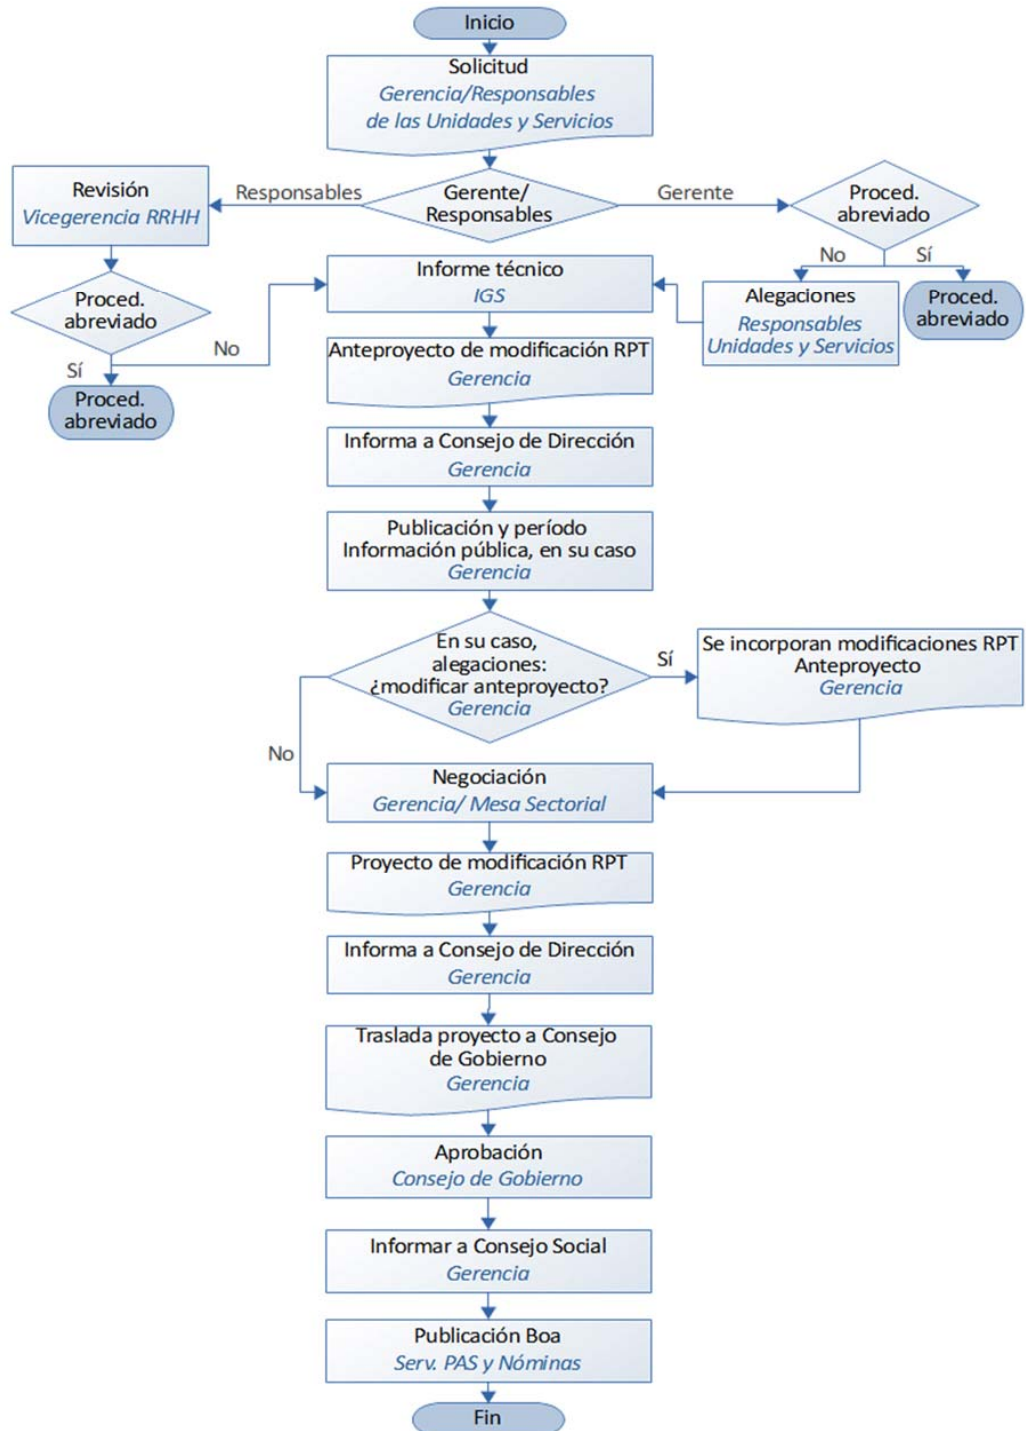 Inicio
Solicitud
Gerencia/Responsables
de las Unidades y Servicios
Gerente/
Responsables
Responsables
Gerente
Revisión
Vicegerencia RRHH
Proced.
abreviado
No
Sí
Proced.
abreviado
Proced.
abreviado
No
Sí
Alegaciones
Responsables
Unidades y Servicios
Proced.
abreviado
Informe técnico
IGS
Anteproyecto de modificación RPT
Gerencia
Informa a Consejo de Dirección
Gerencia
Publicación y período
Información pública, en su caso
Gerencia
En su caso,
alegaciones:
¿modificar anteproyecto?
Gerencia
Sí
Se incorporan modificaciones RPT
Anteproyecto
Gerencia
No
Negociación
Gerencia/ Mesa Sectorial
Proyecto de modificación RPT
Gerencia
Informa a Consejo de Dirección
Gerencia
Traslada proyecto a Consejo
de Gobierno
Gerencia
Aprobación
Consejo de Gobierno
Informar a Consejo Social
Gerencia
Publicación Boa
Serv. PAS y Nóminas
Fin